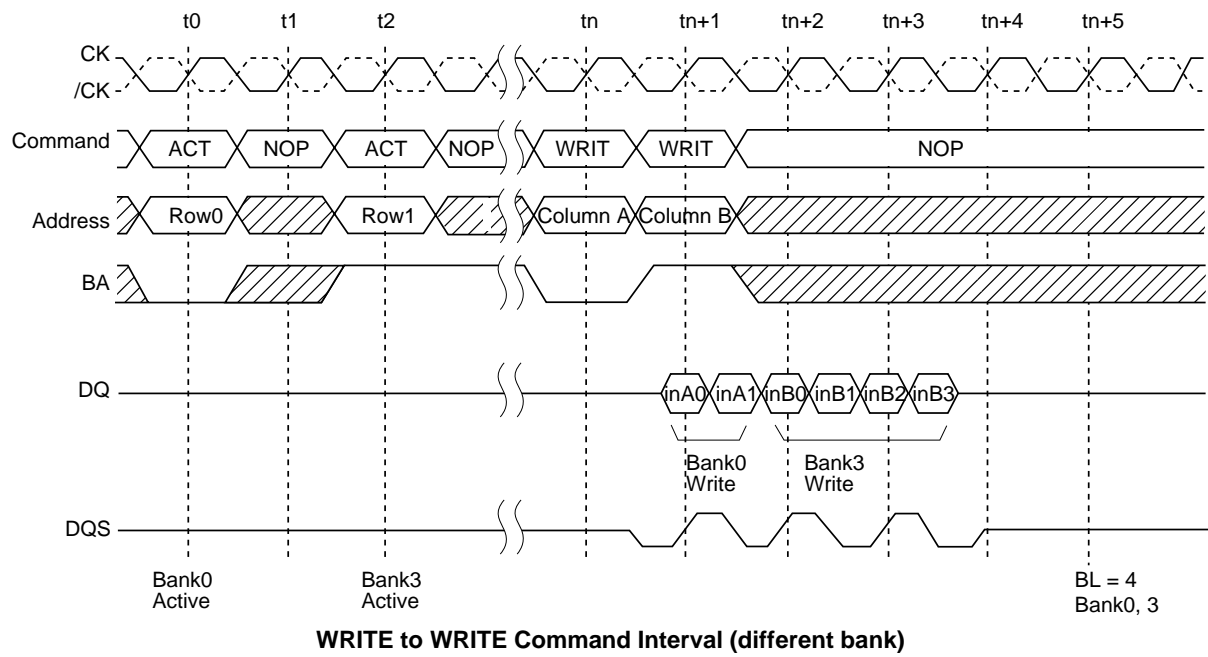 t0 t1 t2 tn tn+1 tn+2 tn+3 tn+4 tn+5
CK
/CK
Command ACT NOP ACT NOP WRIT WRIT NOP
Address Row0 Row1 Column A Column B
BA
DQ inA0 inA1 inB0 inB1 inB2 inB3
Bank0 Bank3
Write Write
DQS
Bank0 Bank3 BL = 4
Active Active Bank0, 3
WRITE to WRITE Command Interval (different bank)